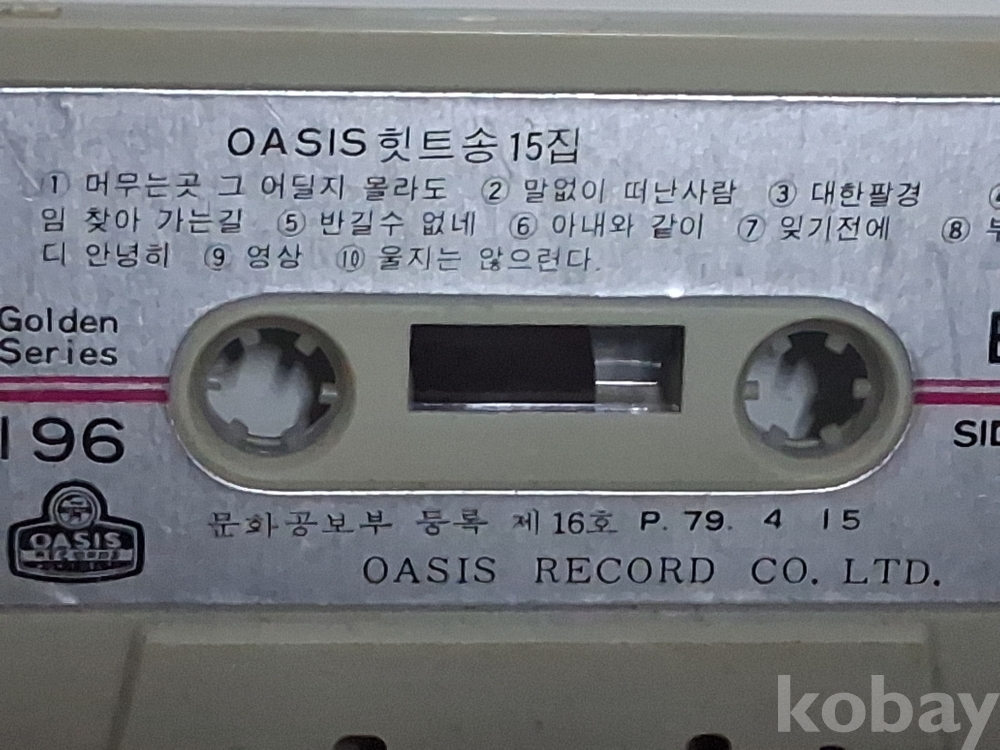 OASIS 힛트송 15집
① 머무는곳 그 어딜지 몰라도 ② 말없이 떠난사람 ③ 대한팔경
임 찾아 가는길 ⑤ 반길수 없네 ⑥ 아내와 같이 ⑦ 잊기전에 ⑧
디 안녕히 ⑨ 영상 ⑩ 울지는 않으련다.
Golden
Series
196
SID
OASIS
문화공보부 등록 제 16호 P. 79. 4 15
OASIS RECORD CO. LTD.
kobay